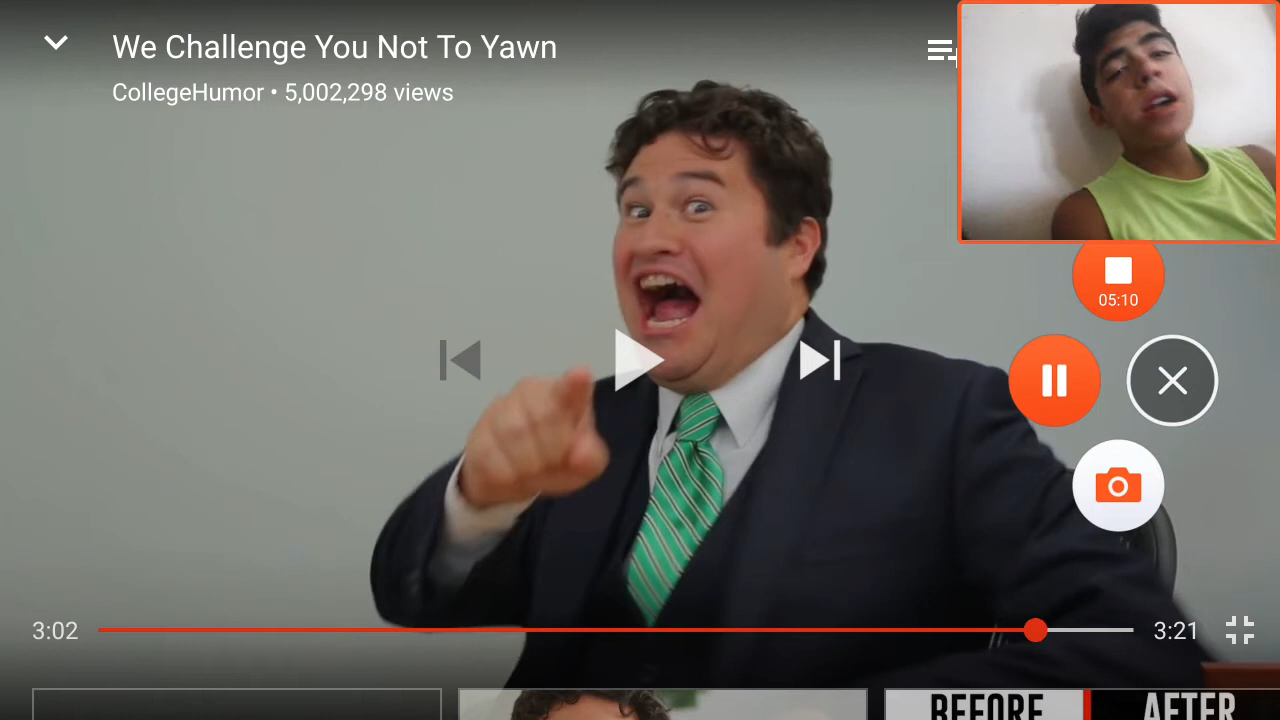 We Challenge You Not To Yawn
CollegeHumor • 5,002,298 views
05:10
3:02
3:21
BEFORE
AFTER